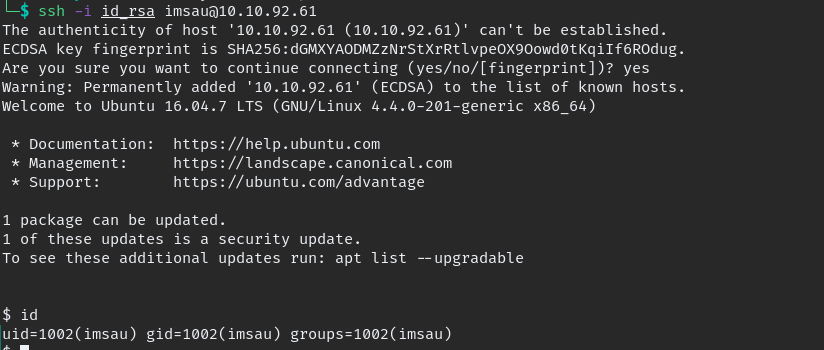 └─$ ssh -i id_rsa imsau@10.10.92.61
The authenticity of host '10.10.92.61 (10.10.92.61)' can't be established.
ECDSA key fingerprint is SHA256:dGMXYAODMZzNrStXrRtlvpeOX9Oowd0tKqiIf6ROdug.
Are you sure you want to continue connecting (yes/no/[fingerprint])? yes
Warning: Permanently added '10.10.92.61' (ECDSA) to the list of known hosts.
Welcome to Ubuntu 16.04.7 LTS (GNU/Linux 4.4.0-201-generic x86_64)
* Documentation:  https://help.ubuntu.com
* Management:     https://landscape.canonical.com
* Support:        https://ubuntu.com/advantage
1 package can be updated.
1 of these updates is a security update.
To see these additional updates run: apt list --upgradable
$ id
uid=1002(imsau) gid=1002(imsau) groups=1002(imsau)
$